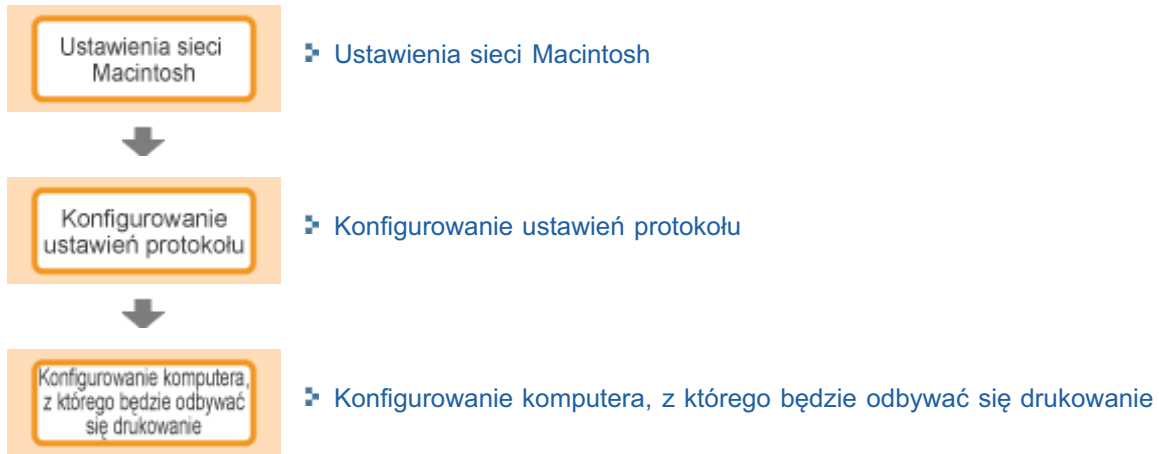 Ustawienia sieci
Macintosh
Ustawienia sieci Macintosh
Konfigurowanie
ustawień protokołu
Konfigurowanie ustawień protokołu
Konfigurowanie komputera,
z którego będzie odbywać
się drukowanie
Konfigurowanie komputera, z którego będzie odbywać się drukowanie